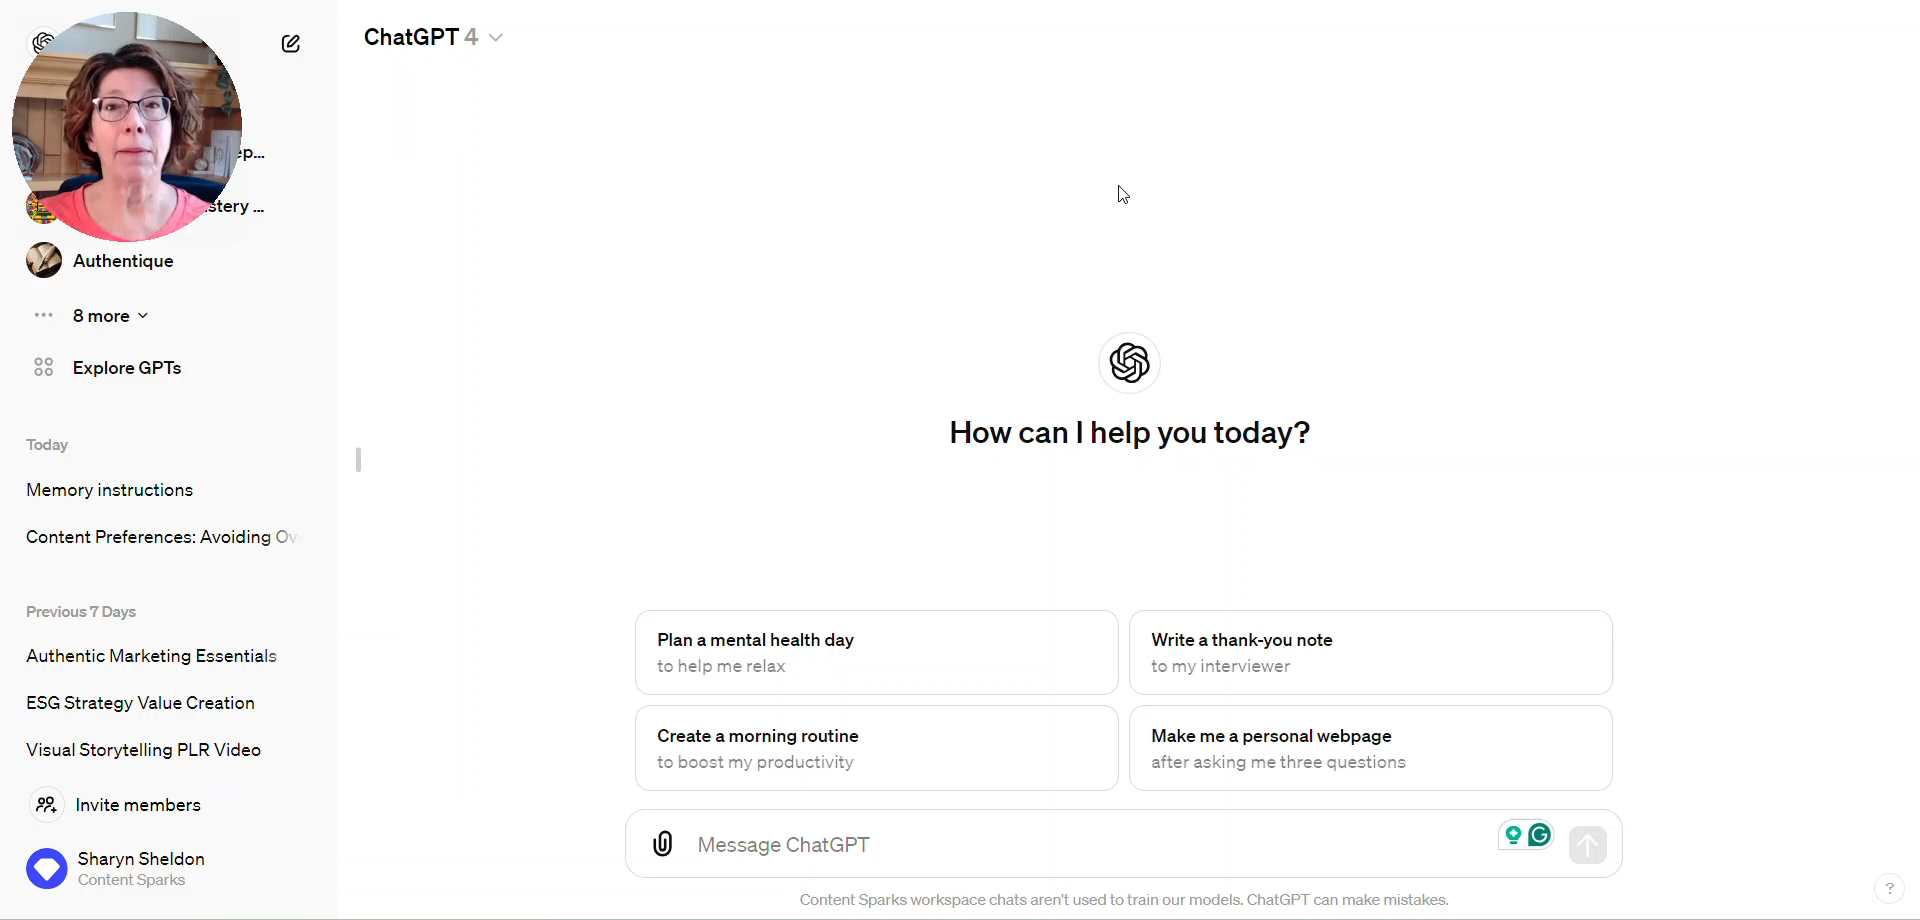 ChatGPT 4
ep...
stery ...
Authentique
8 more
Explore GPTs
Today
Memory instructions
Content Preferences: Avoiding Ov
Previous 7 Days
Authentic Marketing Essentials
ESG Strategy Value Creation
Visual Storytelling PLR Video
Invite members
Sharyn Sheldon
Content Sparks
How can I help you today?
Plan a mental health day
to help me relax
Write a thank-you note
to my interviewer
Create a morning routine
to boost my productivity
Make me a personal webpage
after asking me three questions
Message ChatGPT
Content Sparks workspace chats aren't used to train our models. ChatGPT can make mistakes.
?